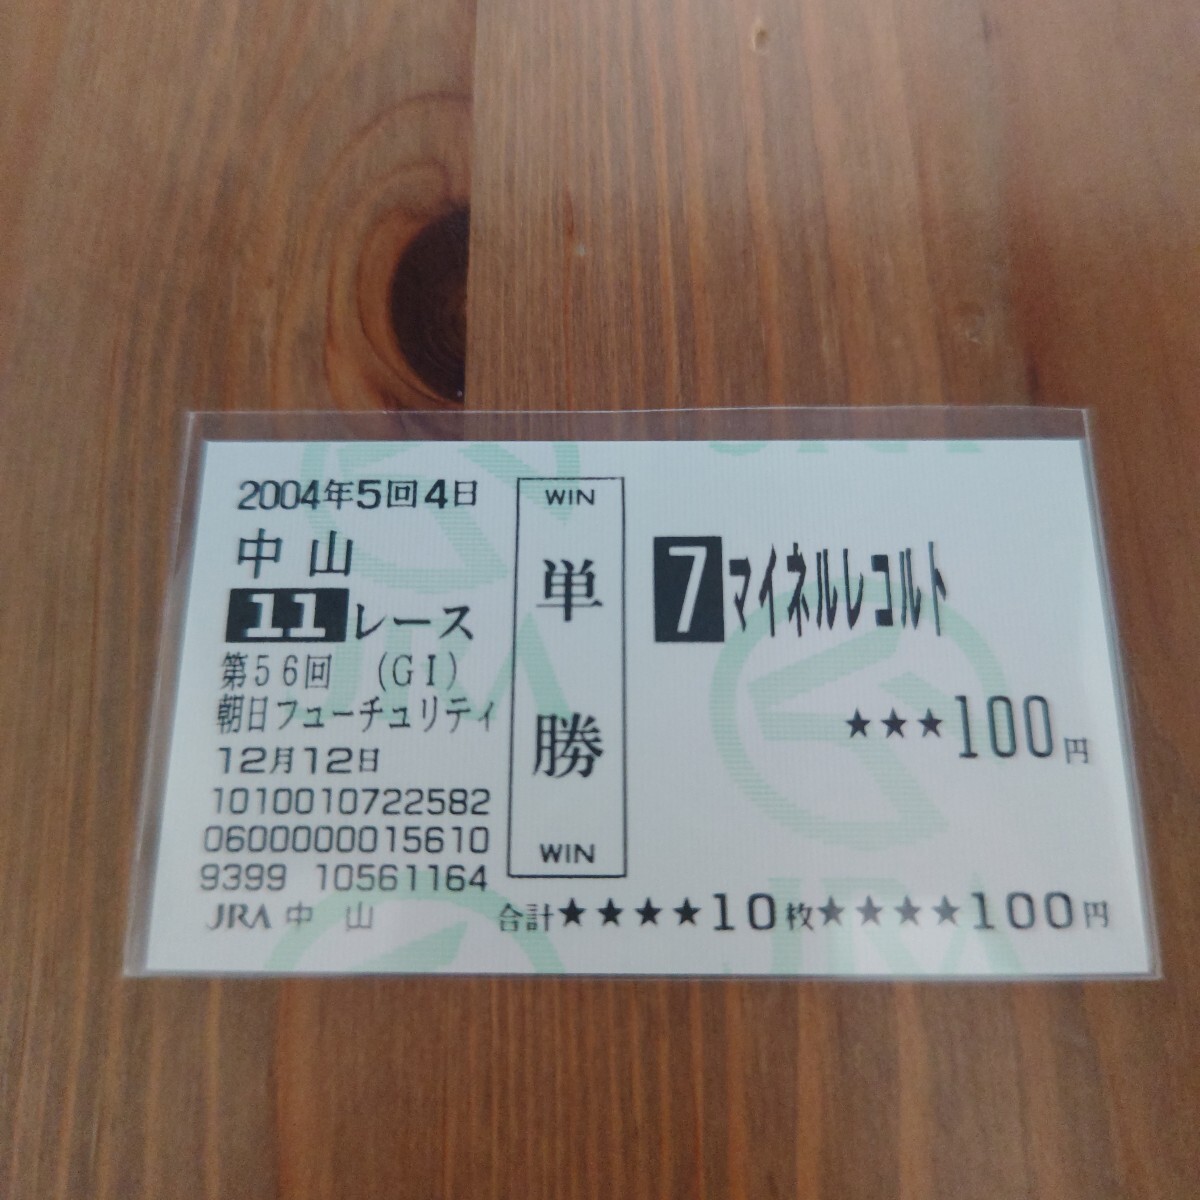 2004年5回4日
中山
11レース
第56回 (GI)
朝日フューチュリティ
12月12日
1010010722582
0600000015610
9399 10561164
JRA 中山
WIN
単勝
WIN
7 マイネルレコルト
★★★100円
合計★★★★10枚★★★★100円